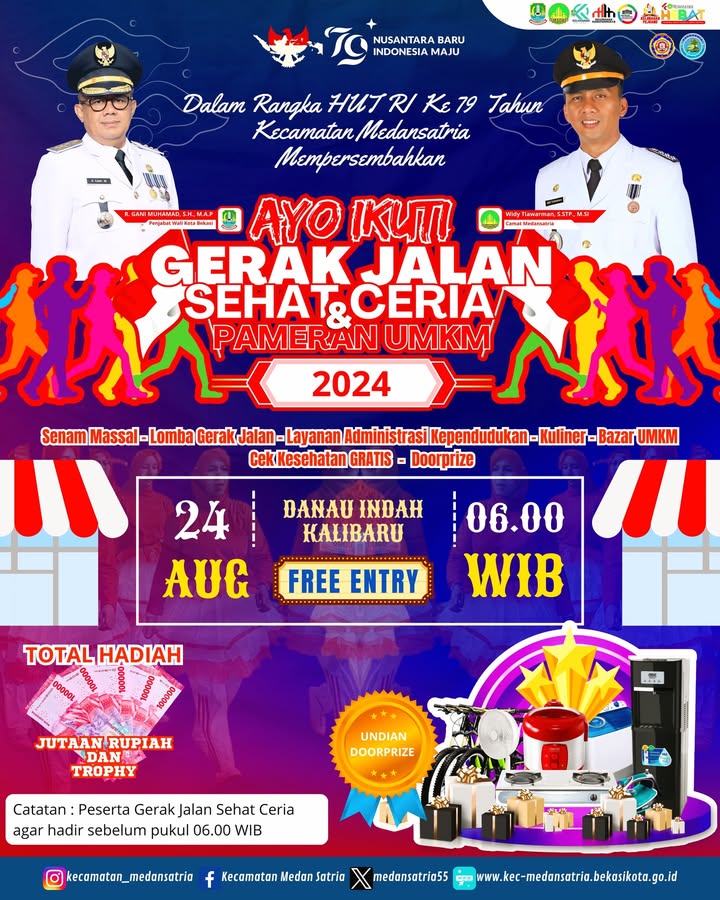 79
NUSANTARA BARU
INDONESIA MAJU
Dalam Rangka HUT RI Ke 79 Tahun
Kecamatan Medansatria
Mempersembahkan
R. GANI MUHAMAD, S.H., M.A.P
Penjabat Wali Kota Bekasi
Widy Tiawarman, S.STP., M.SI
Camat Medansatria
AYO IKUTI
GERAK JALAN
SEHAT & CERIA
PAMERAN UMKM
2024
Senam Massal - Lomba Gerak Jalan - Layanan Administrasi Kependudukan - Kuliner - Bazar UMKM
Cek Kesehatan GRATIS - Doorprize
24
AUG
DANAU INDAH
KALIBARU
FREE ENTRY
06.00
WIB
TOTAL HADIAH
100000
100000
100000
100000
JUTAAN RUPIAH
DAN
TROPHY
UNDIAN
DOORPRIZE
Catatan : Peserta Gerak Jalan Sehat Ceria
agar hadir sebelum pukul 06.00 WIB
kecamatan_medansatria
Kecamatan Medan Satria
medansatria55
www.kec-medansatria.bekasikota.go.id